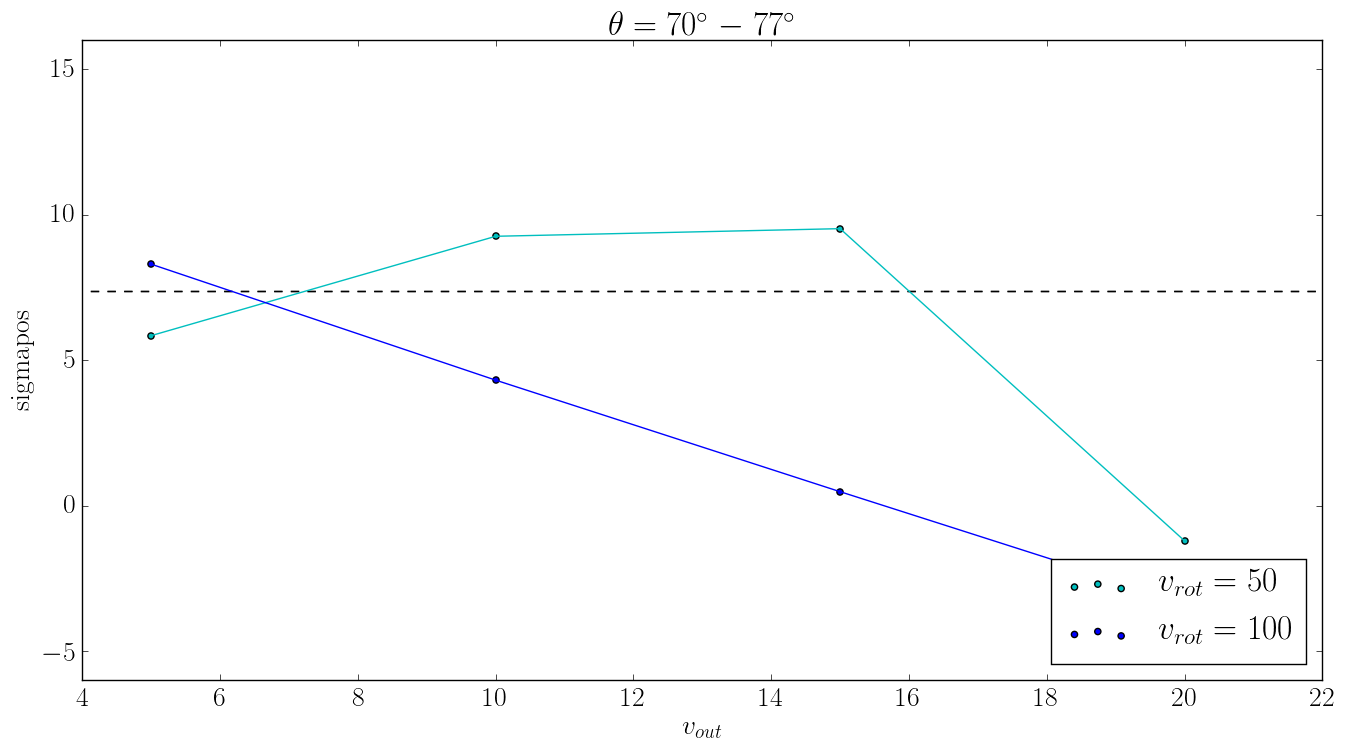 θ = 70° − 77°
15
10
5
0
−5
sigmapos
4 6 8 10 12 14 16 18 20 22
v_out
v_rot = 50
v_rot = 100